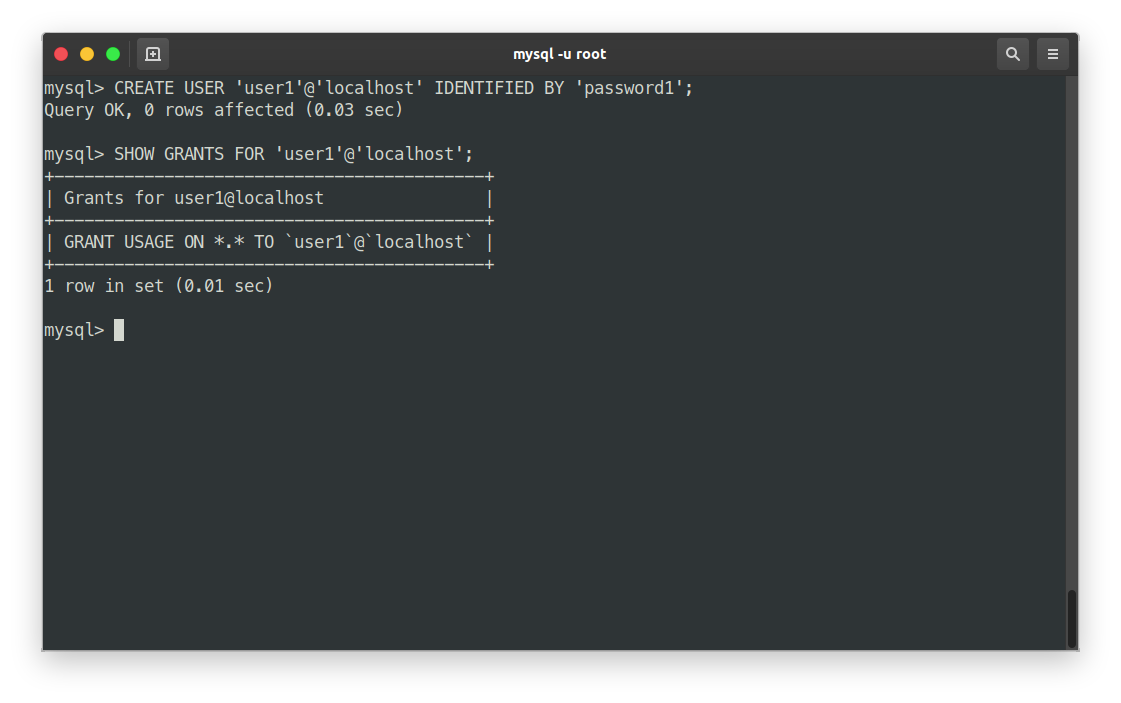 mysql -u root
mysql> CREATE USER 'user1'@'localhost' IDENTIFIED BY 'password1';
Query OK, 0 rows affected (0.03 sec)
mysql> SHOW GRANTS FOR 'user1'@'localhost';
+-------------------------------------------+
| Grants for user1@localhost                |
+-------------------------------------------+
| GRANT USAGE ON *.* TO `user1`@`localhost` |
+-------------------------------------------+
1 row in set (0.01 sec)
mysql>